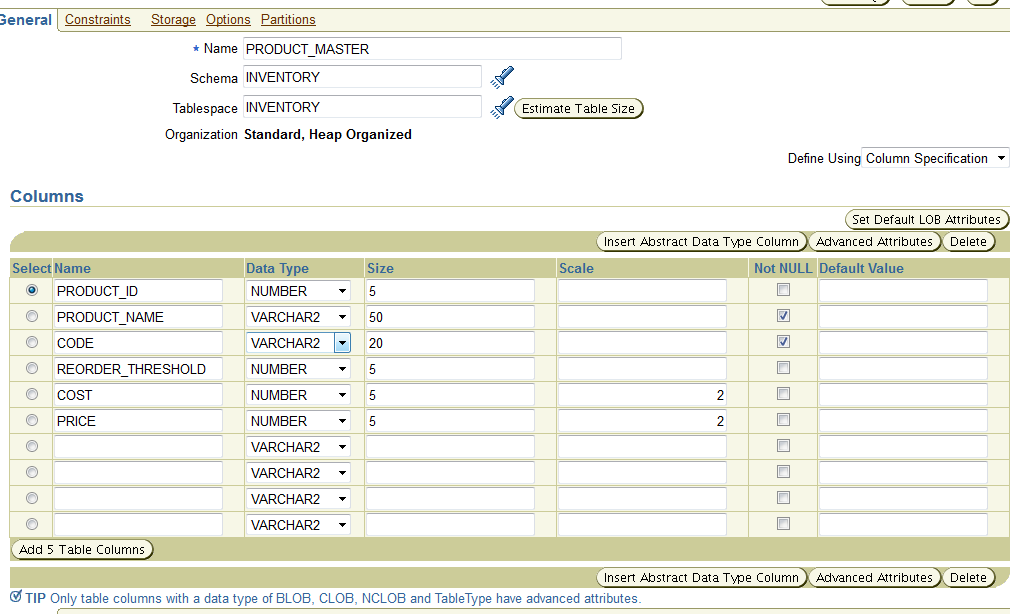 General Constraints Storage Options Partitions
* Name PRODUCT_MASTER
Schema INVENTORY
Tablespace INVENTORY Estimate Table Size
Organization Standard, Heap Organized
Define Using Column Specification
Columns
Set Default LOB Attributes
Insert Abstract Data Type Column Advanced Attributes Delete
Select Name Data Type Size Scale Not NULL Default Value
PRODUCT_ID NUMBER 5
PRODUCT_NAME VARCHAR2 50
CODE VARCHAR2 20
REORDER_THRESHOLD NUMBER 5
COST NUMBER 5 2
PRICE NUMBER 5 2
VARCHAR2
VARCHAR2
VARCHAR2
VARCHAR2
Add 5 Table Columns
Insert Abstract Data Type Column Advanced Attributes Delete
TIP Only table columns with a data type of BLOB, CLOB, NCLOB and TableType have advanced attributes.